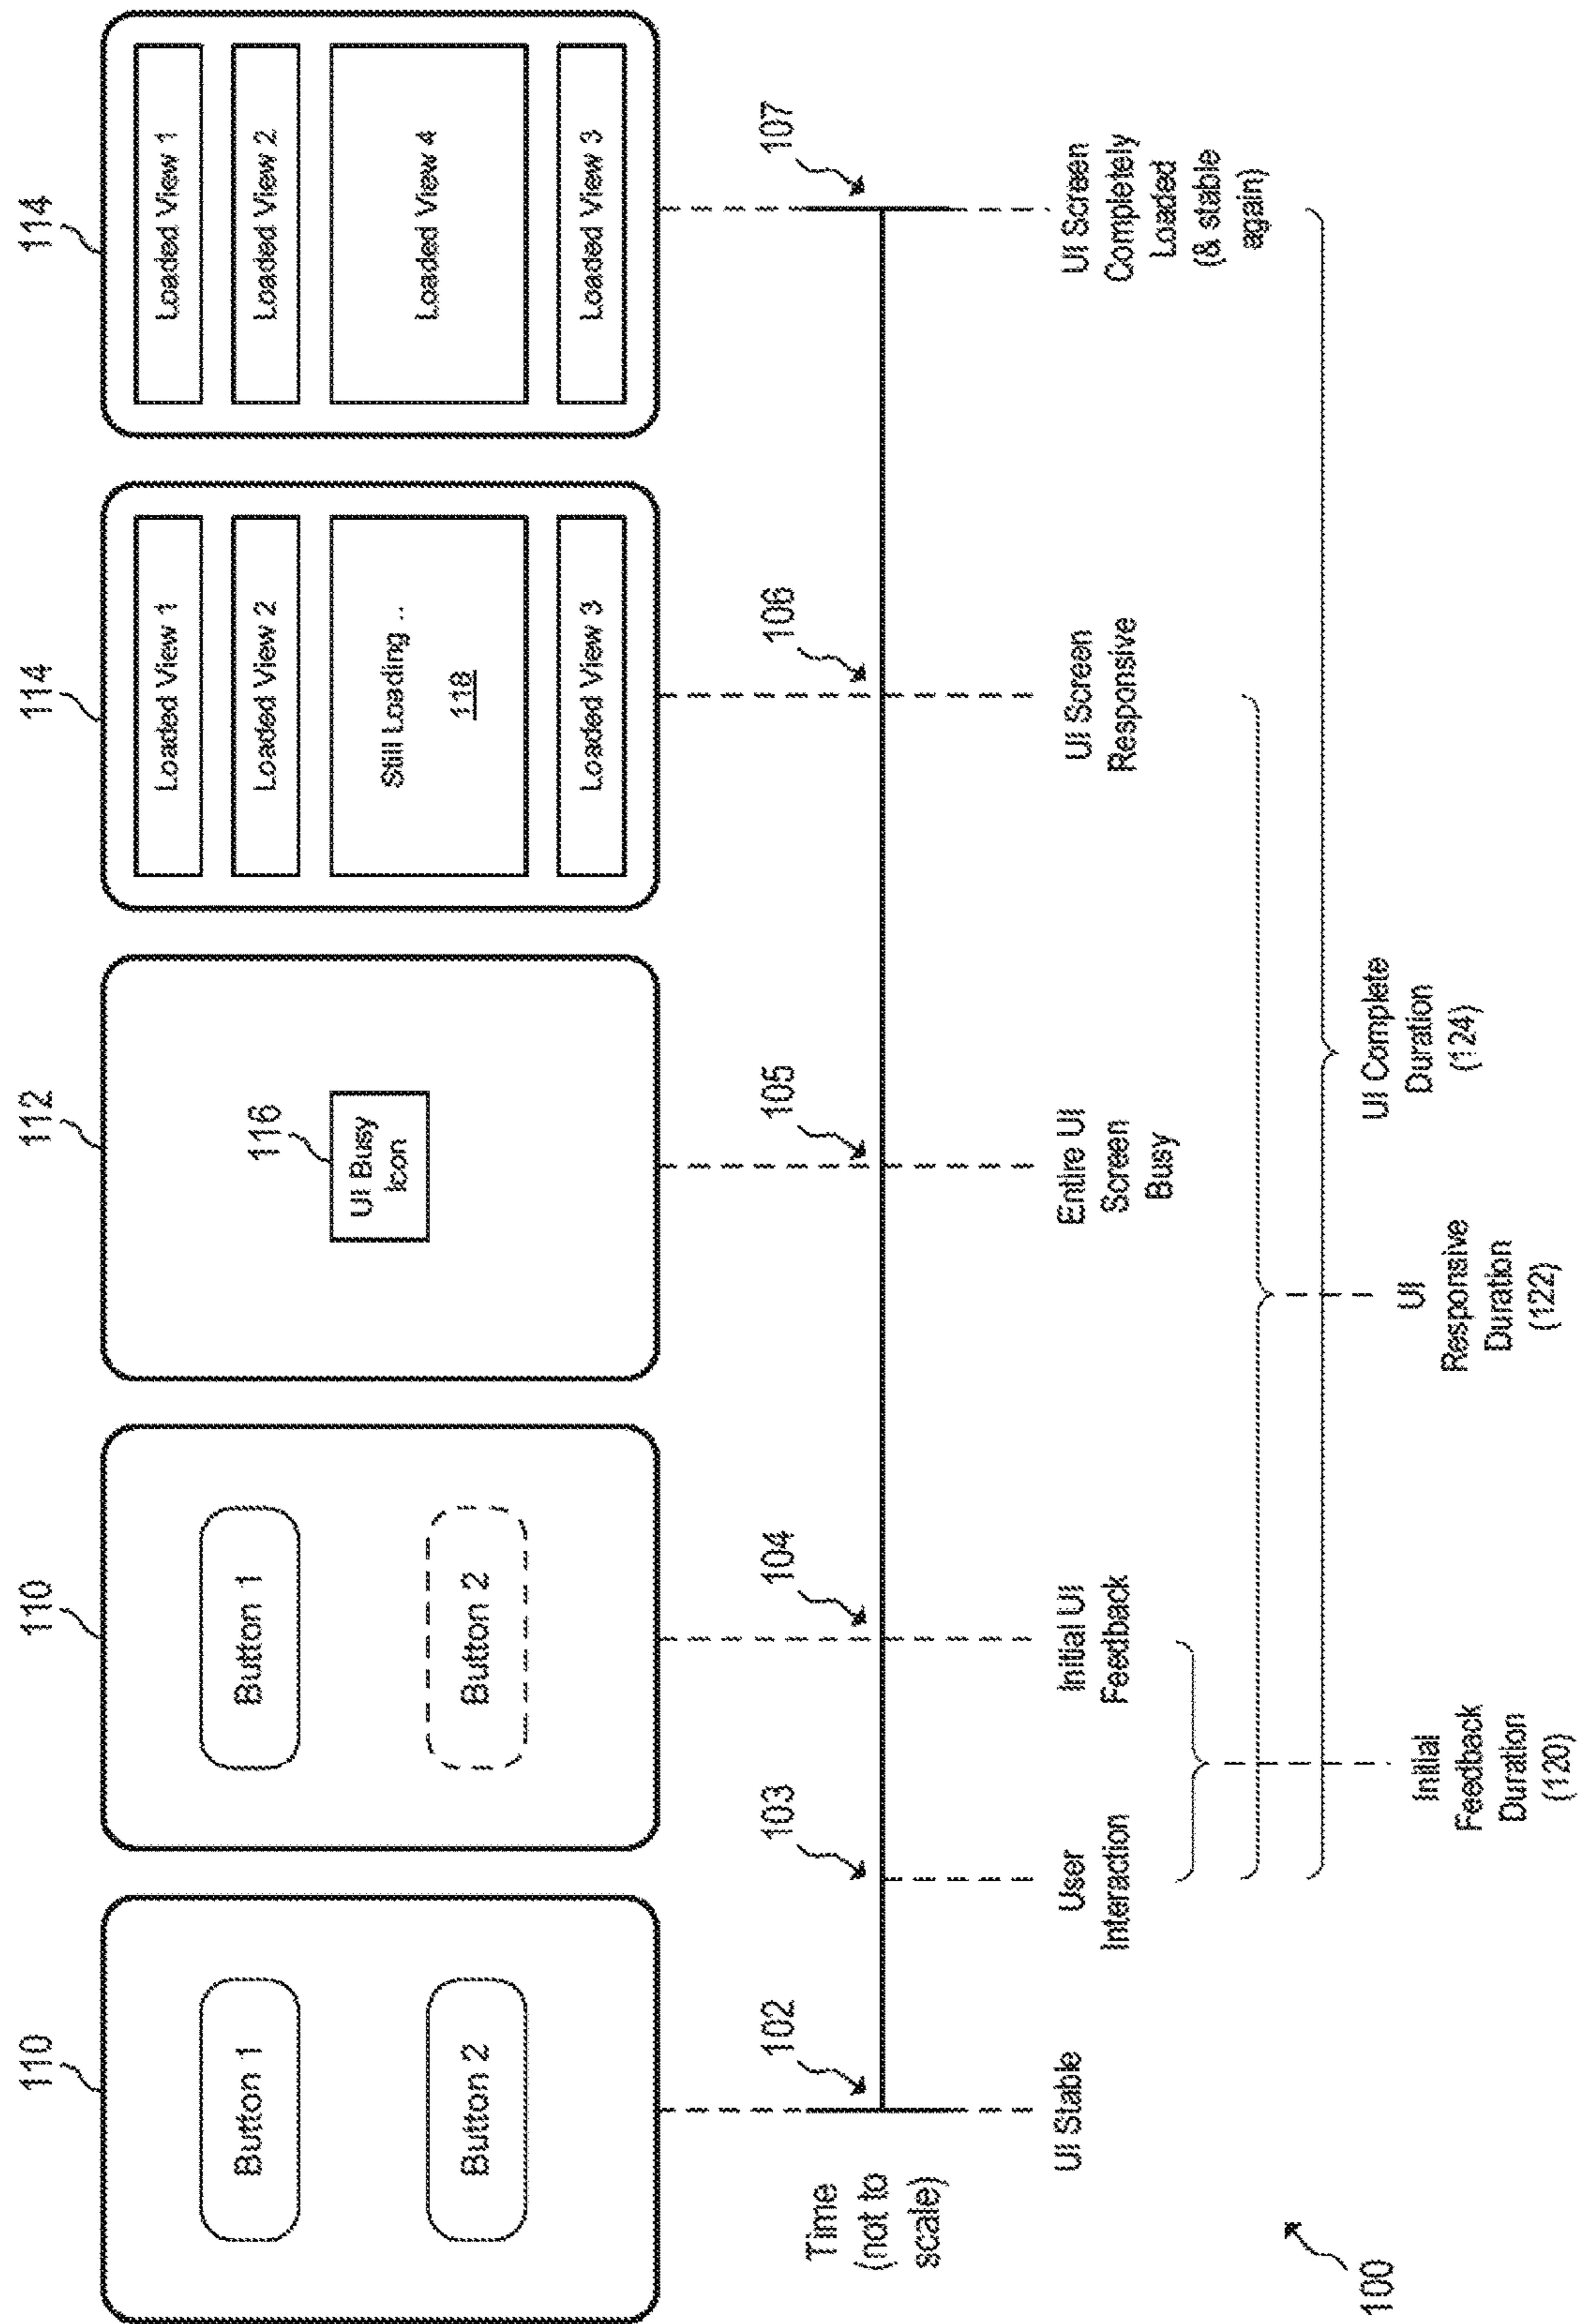 110
110
112
114
114
Button 1
Button 2
Button 1
Button 2
116
UI Busy
Icon
Loaded View 1
Loaded View 2
Still Loading ..
118
Loaded View 3
Loaded View 1
Loaded View 2
Loaded View 4
Loaded View 3
Time
(not to
scale)
102
103
104
105
106
107
UI Stable
User
Interaction
Initial UI
Feedback
Entire UI
Screen
Busy
UI Screen
Responsive
UI Screen
Completely
Loaded
(& stable
again)
Initial
Feedback
Duration
(120)
UI
Responsive
Duration
(122)
UI Complete
Duration
(124)
100